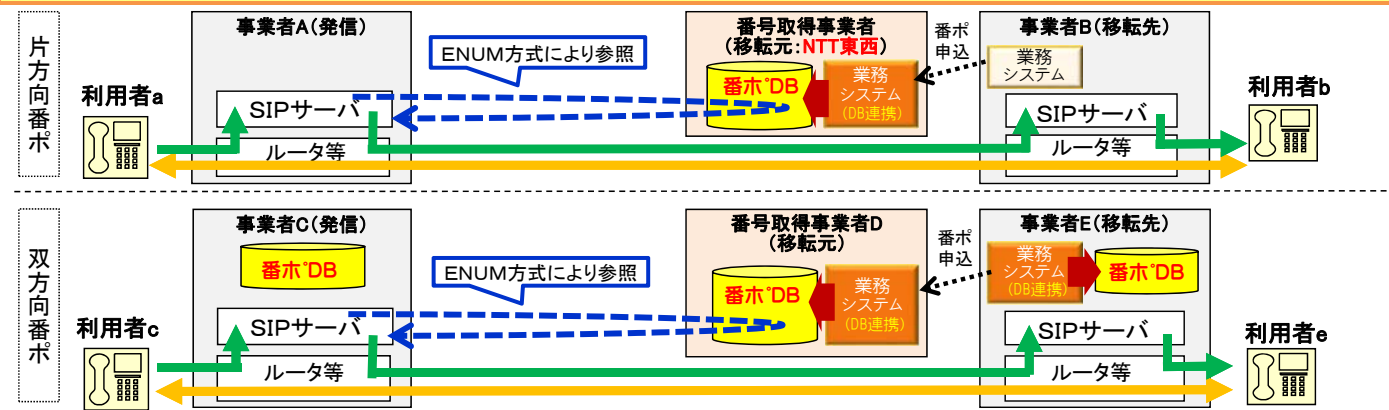 片方向番ポ
事業者A(発信)
番号取得事業者
(移転元:NTT東西)
番ポ
申込
事業者B(移転先)
ENUM方式により参照
番ポDB
業務
システム
(DB連携)
業務
システム
利用者a
利用者b
SIPサーバ
SIPサーバ
ルータ等
ルータ等
双方向番ポ
事業者C(発信)
番号取得事業者D
(移転元)
番ポ
申込
事業者E(移転先)
番ポDB
ENUM方式により参照
番ポDB
業務
システム
(DB連携)
業務
システム
(DB連携)
番ポDB
利用者c
利用者e
SIPサーバ
SIPサーバ
ルータ等
ルータ等